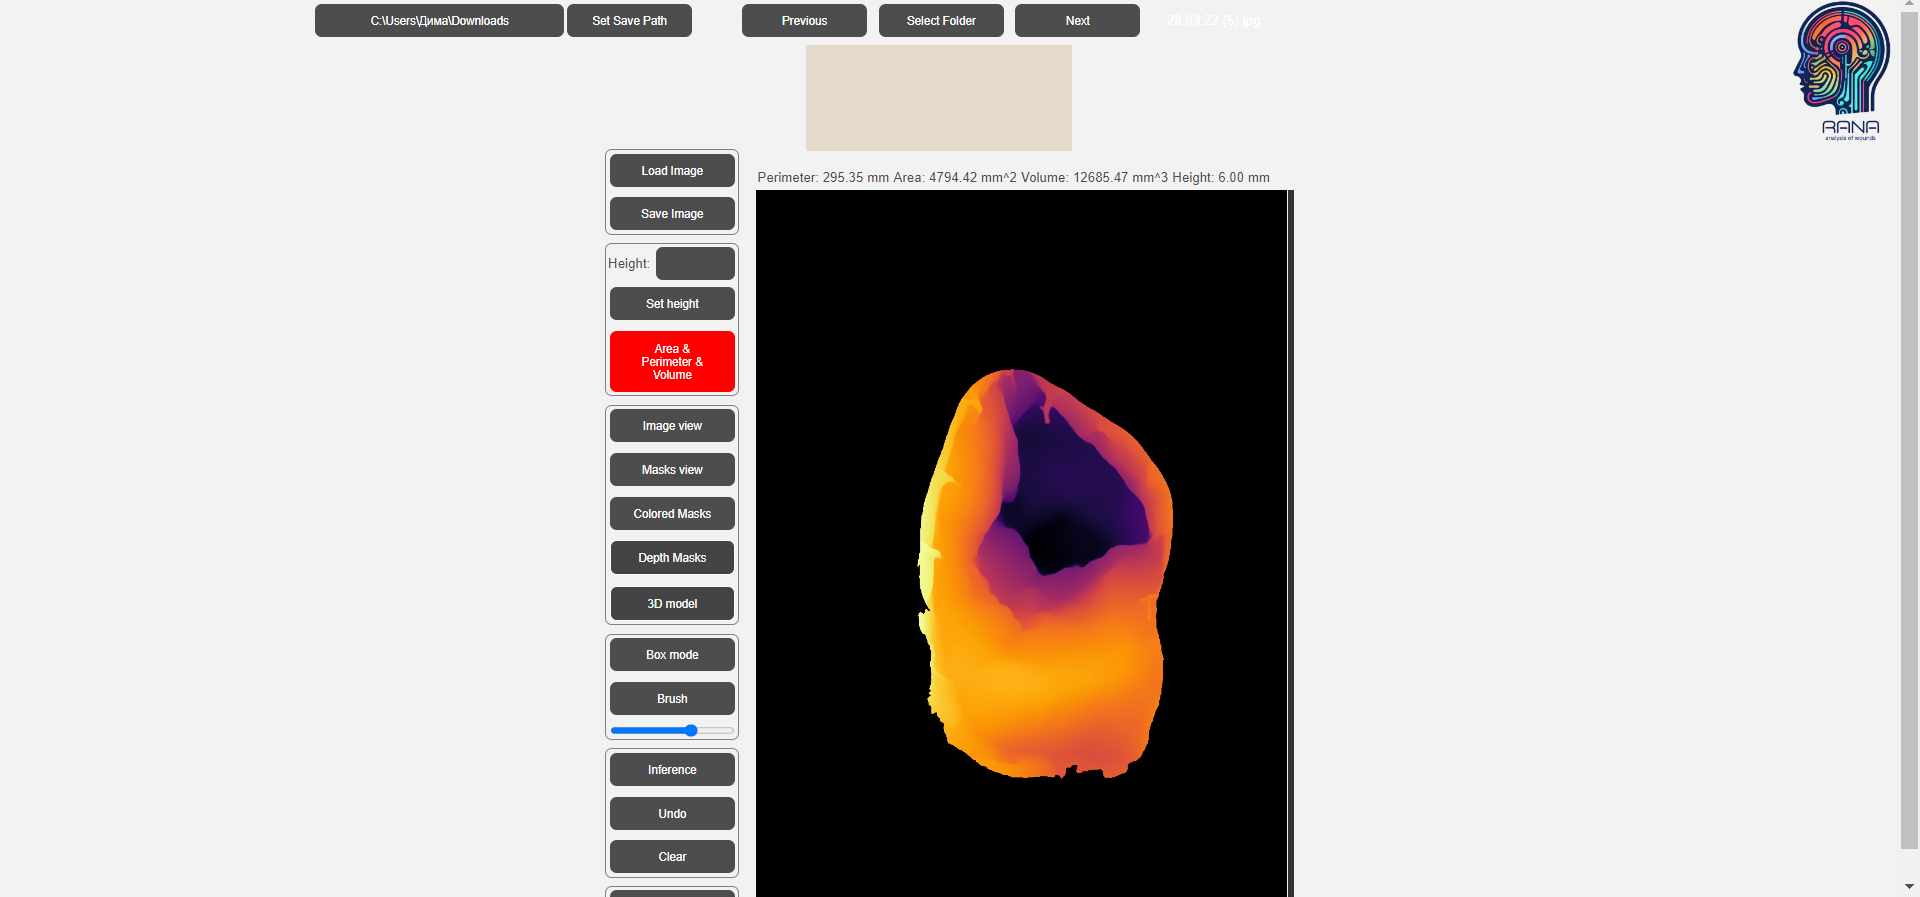 C:\Users\Дима\Downloads
Set Save Path
Previous
Select Folder
Next
28.03.22 (5).jpg
RANA
analysis of wounds
Load Image
Perimeter: 295.35 mm Area: 4794.42 mm^2 Volume: 12685.47 mm^3 Height: 6.00 mm
Save Image
Height:
Set height
Area &
Perimeter &
Volume
Image view
Masks view
Colored Masks
Depth Masks
3D model
Box mode
Brush
Inference
Undo
Clear